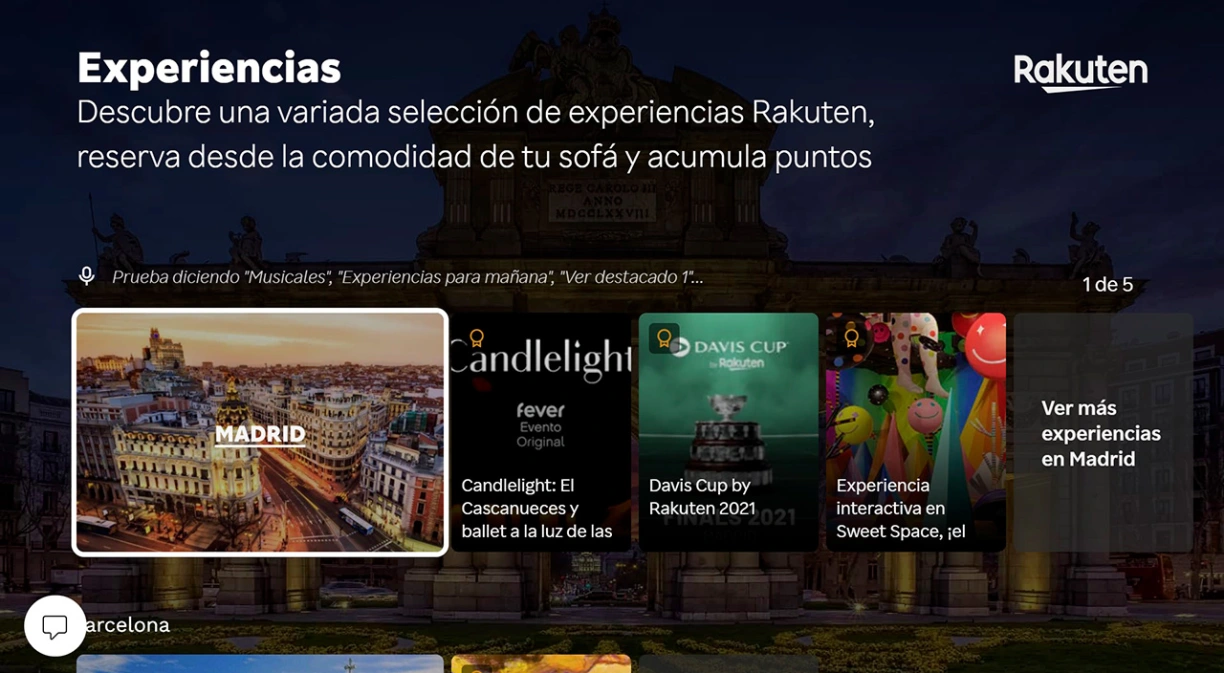 Experiencias
Rakuten
Descubre una variada selección de experiencias Rakuten,
reserva desde la comodidad de tu sofá y acumula puntos
REGE CAROLO III
ANNO
MDCCLXXVIII
Prueba diciendo "Musicales", "Experiencias para mañana", "Ver destacado 1"...
1 de 5
MADRID
Candlelight
fever
Evento
Original
Candlelight: El
Cascanueces y
ballet a la luz de las
DAVIS CUP
by Rakuten
Davis Cup by
Rakuten 2021
FINALS 2021
Experiencia
interactiva en
Sweet Space, ¡el
Ver más
experiencias
en Madrid
arcelona